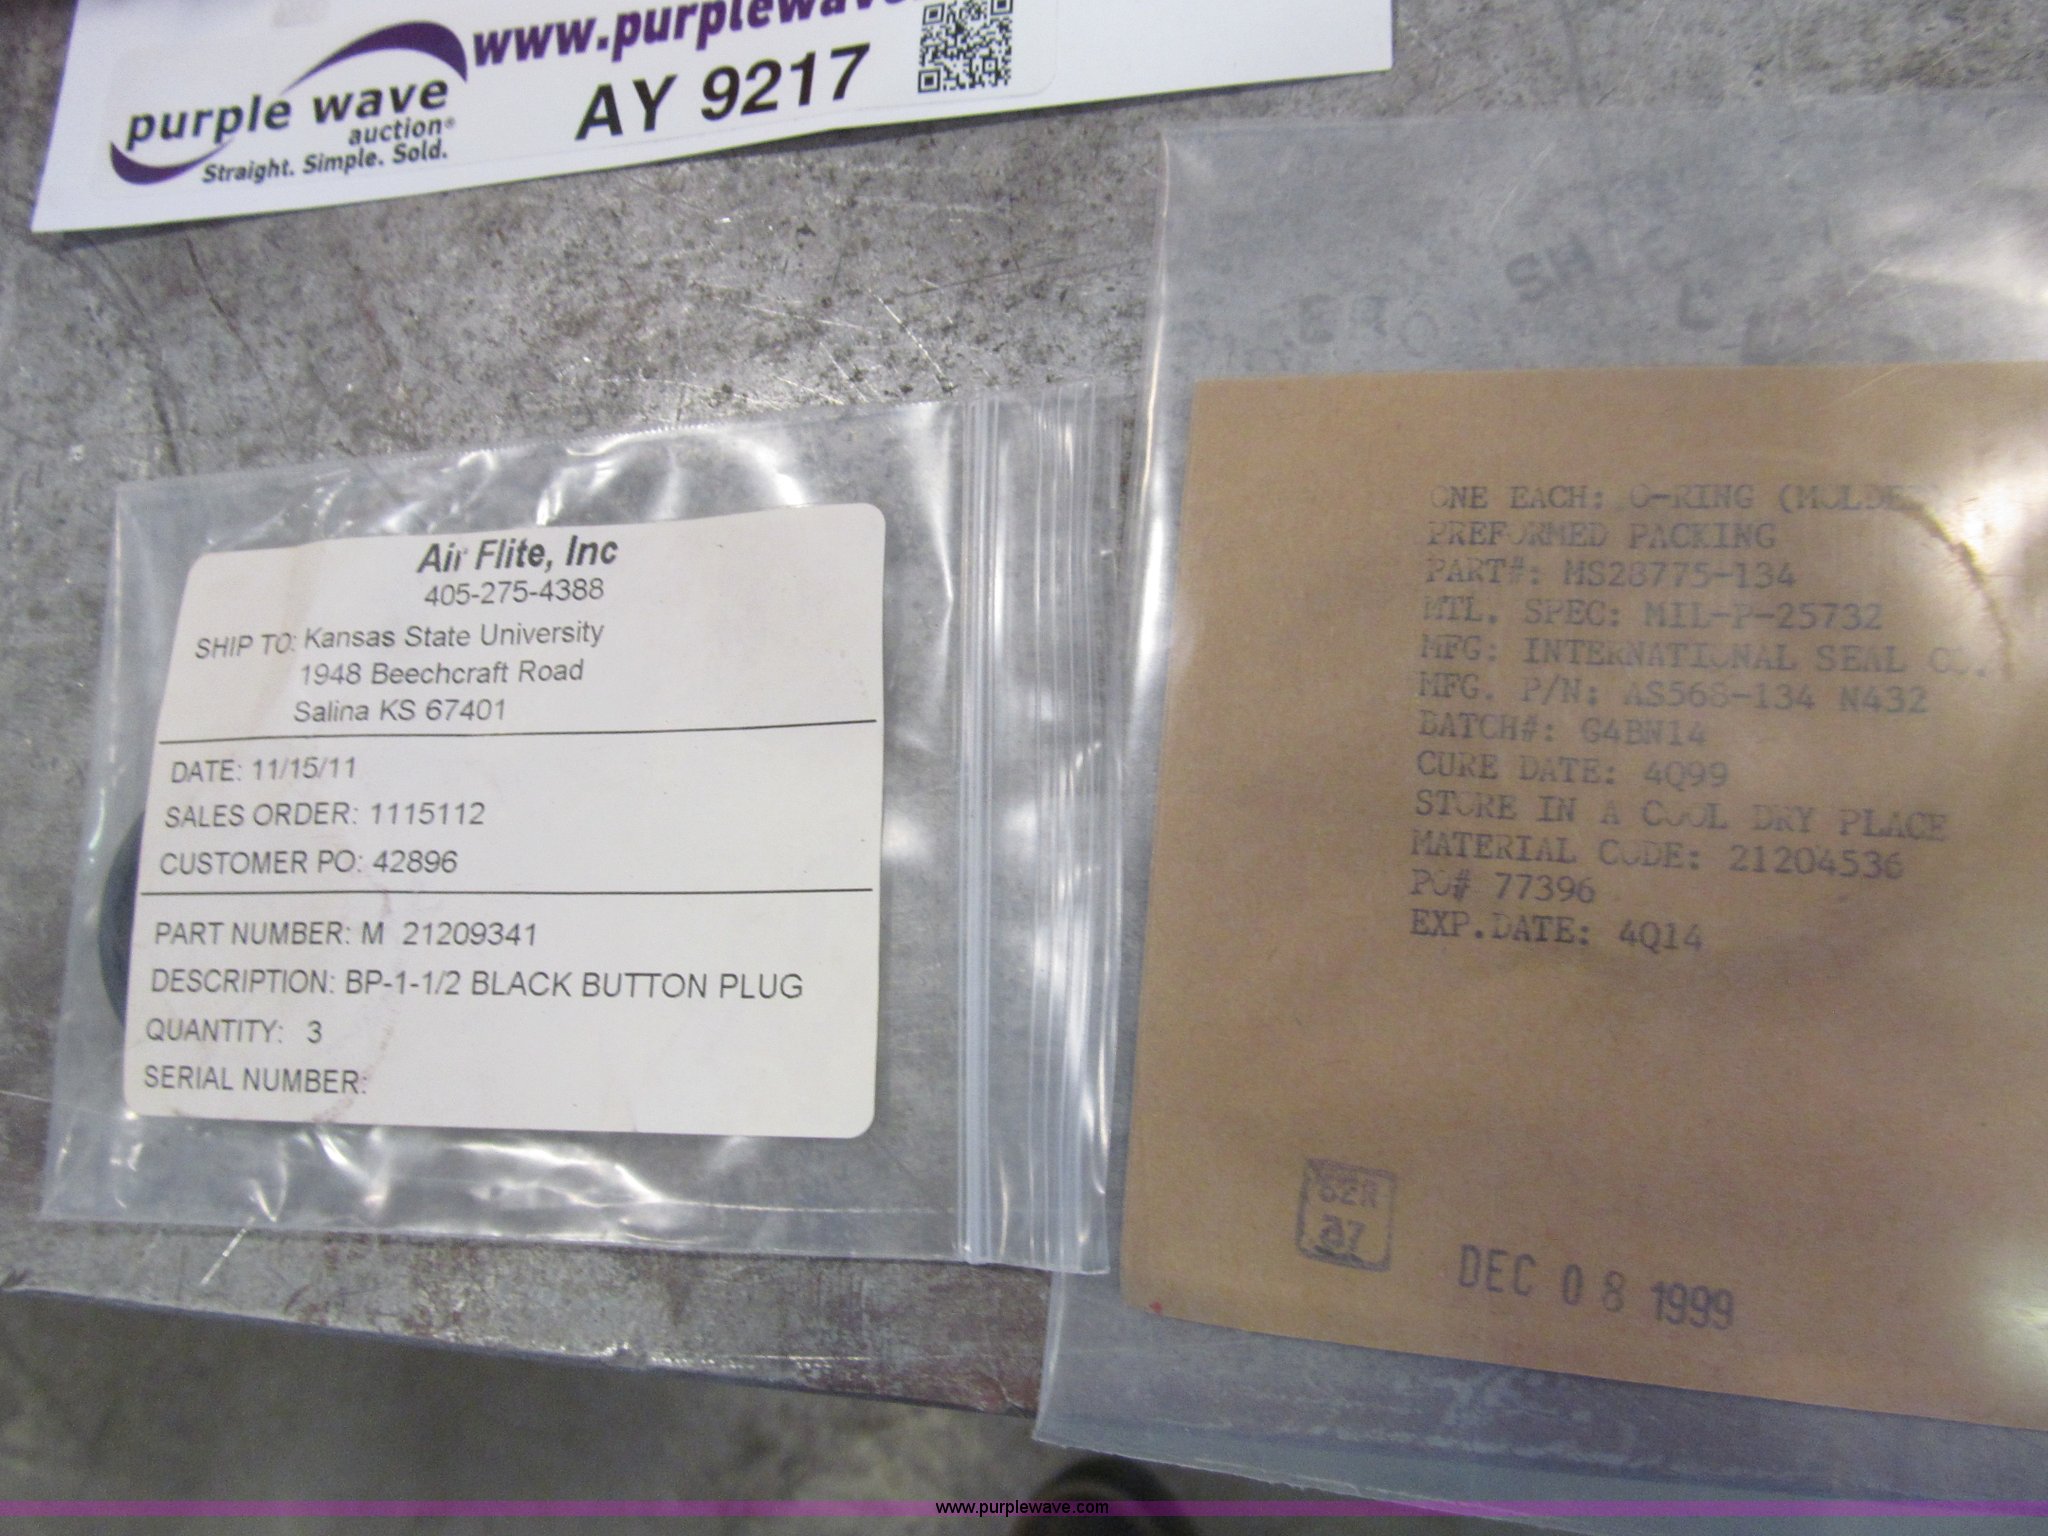 purple wave
auction®
Straight. Simple. Sold.
www.purplewave.
AY 9217
Air Flite, Inc
405-275-4388
SHIP TO: Kansas State University
1948 Beechcraft Road
Salina KS 67401
DATE: 11/15/11
SALES ORDER: 1115112
CUSTOMER PO: 42896
PART NUMBER: M 21209341
DESCRIPTION: BP-1-1/2 BLACK BUTTON PLUG
QUANTITY: 3
SERIAL NUMBER:
ONE EACH: O-RING (MOLDED
PREFORMED PACKING
PART#: MS28775-134
MTL. SPEC: MIL-P-25732
MFG: INTERNATIONAL SEAL CO.
MFG. P/N: AS568-134 N432
BATCH#: G4BN14
CURE DATE: 4Q99
STORE IN A COOL DRY PLACE
MATERIAL CODE: 21204536
PO# 77396
EXP.DATE: 4Q14
DEC 08 1999
www.purplewave.com